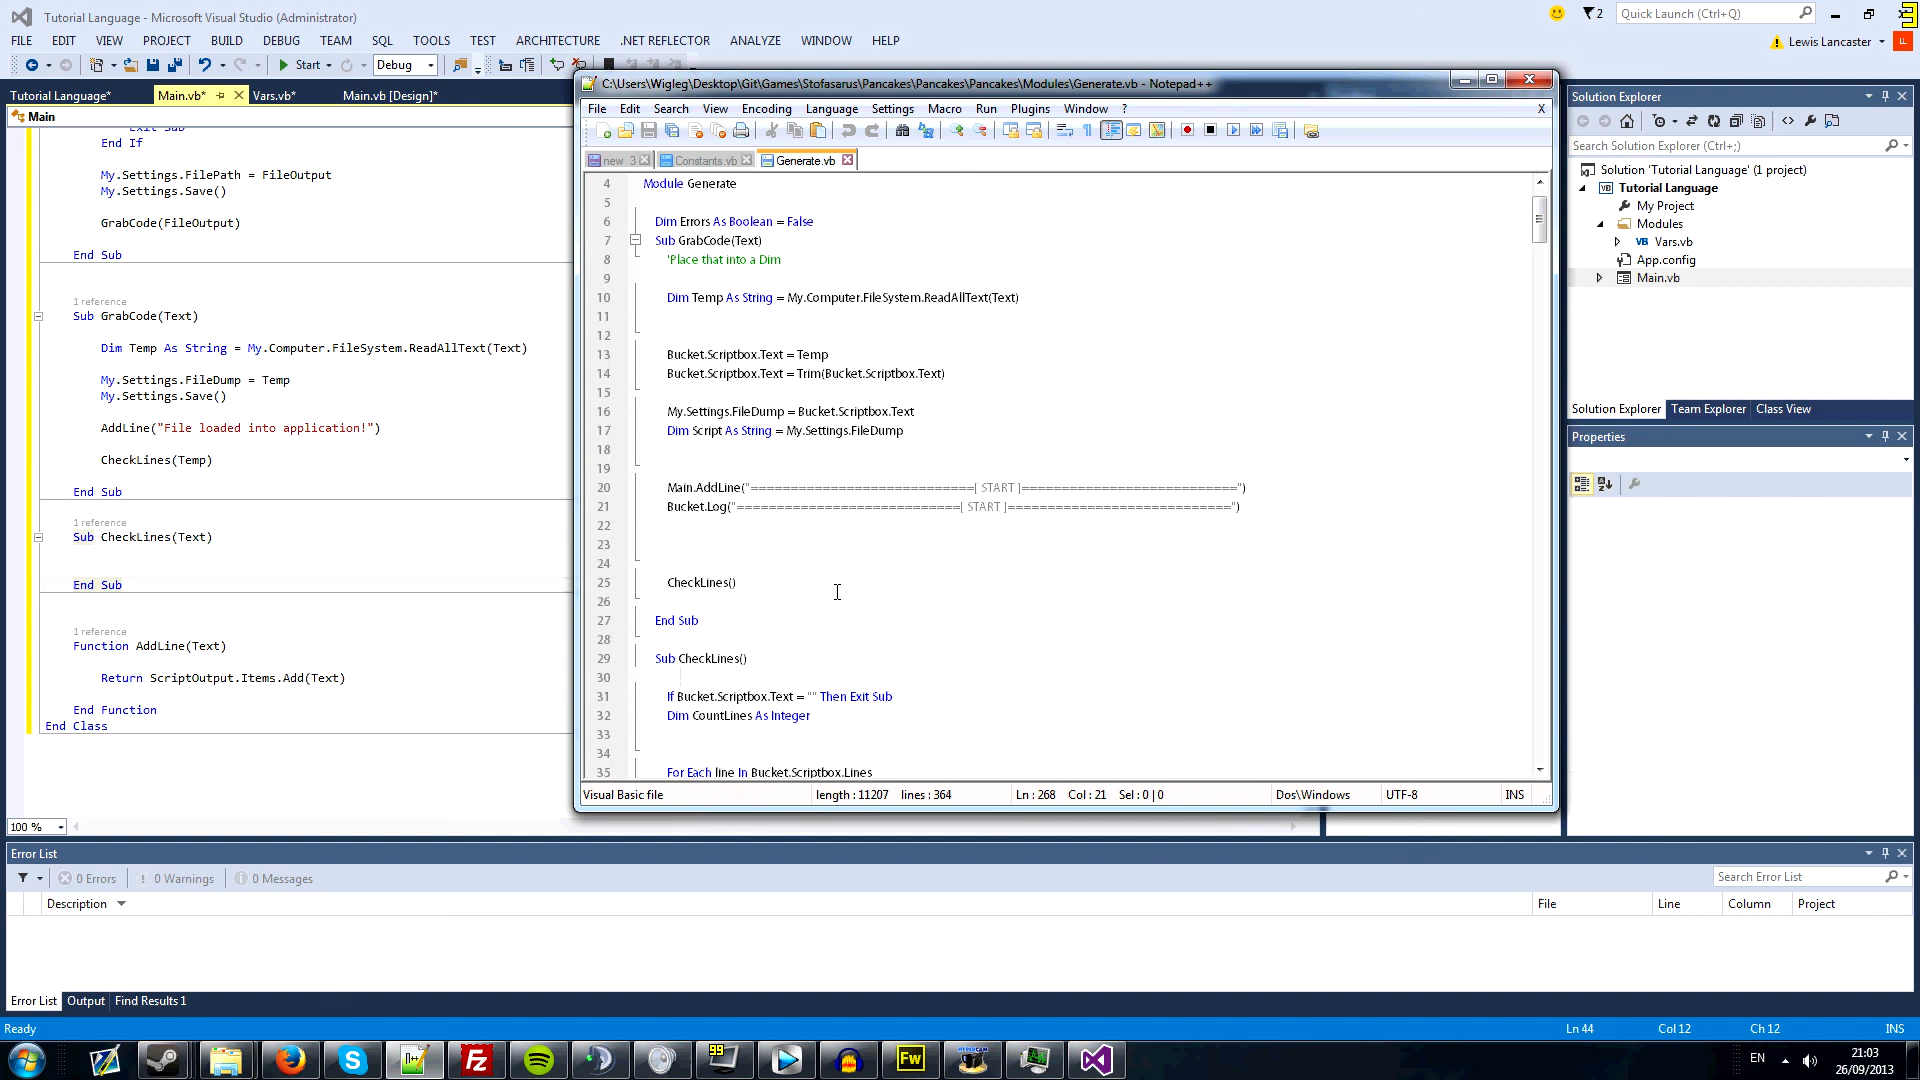 Tutorial Language - Microsoft Visual Studio (Administrator)
2
Quick Launch (Ctrl+Q)
FILE EDIT VIEW PROJECT BUILD DEBUG TEAM SQL TOOLS TEST ARCHITECTURE .NET REFLECTOR ANALYZE WINDOW HELP
Lewis Lancaster
LL
Start
Debug
Tutorial Language* Main.vb* Vars.vb* Main.vb [Design]*
Main
Exit Sub
End If
My.Settings.FilePath = FileOutput
My.Settings.Save()
GrabCode(FileOutput)
End Sub
1 reference
Sub GrabCode(Text)
Dim Temp As String = My.Computer.FileSystem.ReadAllText(Text)
My.Settings.FileDump = Temp
My.Settings.Save()
AddLine("File loaded into application!")
CheckLines(Temp)
End Sub
1 reference
Sub CheckLines(Text)
End Sub
1 reference
Function AddLine(Text)
Return ScriptOutput.Items.Add(Text)
End Function
End Class
100 %
C:\Users\Wigleg\Desktop\Git\Games\Stofasarus\Pancakes\Pancakes\Pancakes\Modules\Generate.vb - Notepad++
File Edit Search View Encoding Language Settings Macro Run Plugins Window ? X
new 3 Constants.vb Generate.vb
4 Module Generate
5
6 Dim Errors As Boolean = False
7 Sub GrabCode(Text)
8 'Place that into a Dim
9
10 Dim Temp As String = My.Computer.FileSystem.ReadAllText(Text)
11
12
13 Bucket.Scriptbox.Text = Temp
14 Bucket.Scriptbox.Text = Trim(Bucket.Scriptbox.Text)
15
16 My.Settings.FileDump = Bucket.Scriptbox.Text
17 Dim Script As String = My.Settings.FileDump
18
19
20 Main.AddLine("============================[ START ]===========================")
21 Bucket.Log("============================[ START ]============================")
22
23
24
25 CheckLines()
26
27 End Sub
28
29 Sub CheckLines()
30
31 If Bucket.Scriptbox.Text = "" Then Exit Sub
32 Dim CountLines As Integer
33
34
35 For Each line In Bucket.Scriptbox.Lines
Visual Basic file length : 11207 lines : 364 Ln : 268 Col : 21 Sel : 0 | 0 Dos\Windows UTF-8 INS
Solution Explorer
Search Solution Explorer (Ctrl+;)
Solution 'Tutorial Language' (1 project)
VB Tutorial Language
My Project
Modules
VB Vars.vb
App.config
Main.vb
Solution Explorer Team Explorer Class View
Properties
Error List
0 Errors 0 Warnings 0 Messages
Search Error List
Description File Line Column Project
Error List Output Find Results 1
Ready Ln 44 Col 12 Ch 12 INS
99
Fw
EN
21:03
26/09/2013